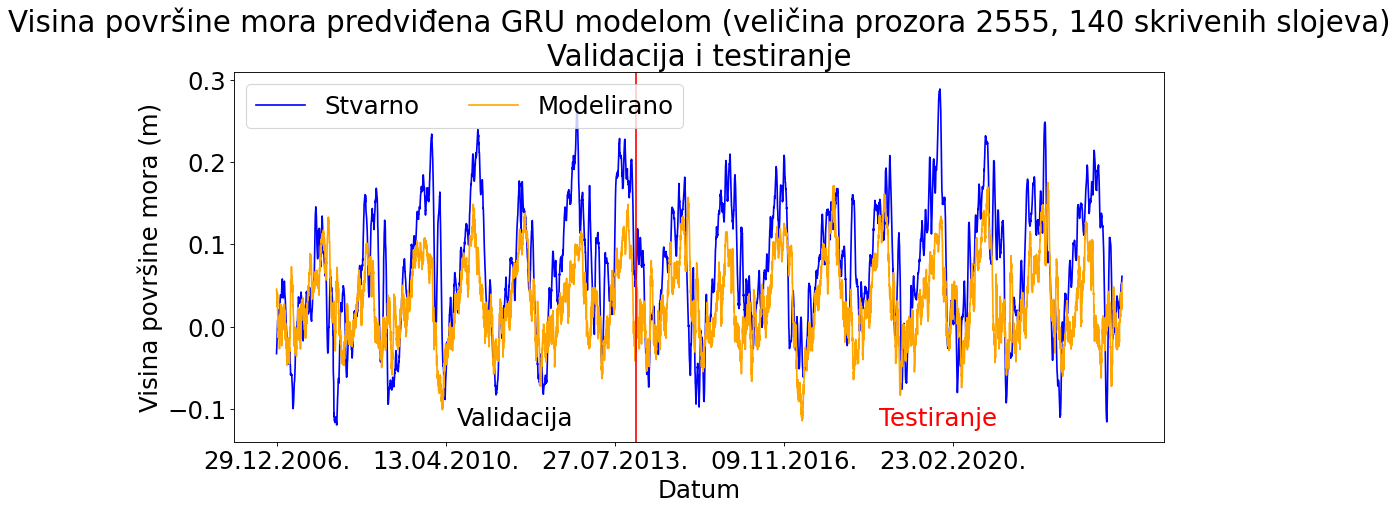 Visina površine mora predviđena GRU modelom (veličina prozora 2555, 140 skrivenih slojeva)
Validacija i testiranje
Stvarno
Modelirano
Visina površine mora (m)
0.3
0.2
0.1
0.0
−0.1
Validacija
Testiranje
29.12.2006.
13.04.2010.
27.07.2013.
09.11.2016.
23.02.2020.
Datum